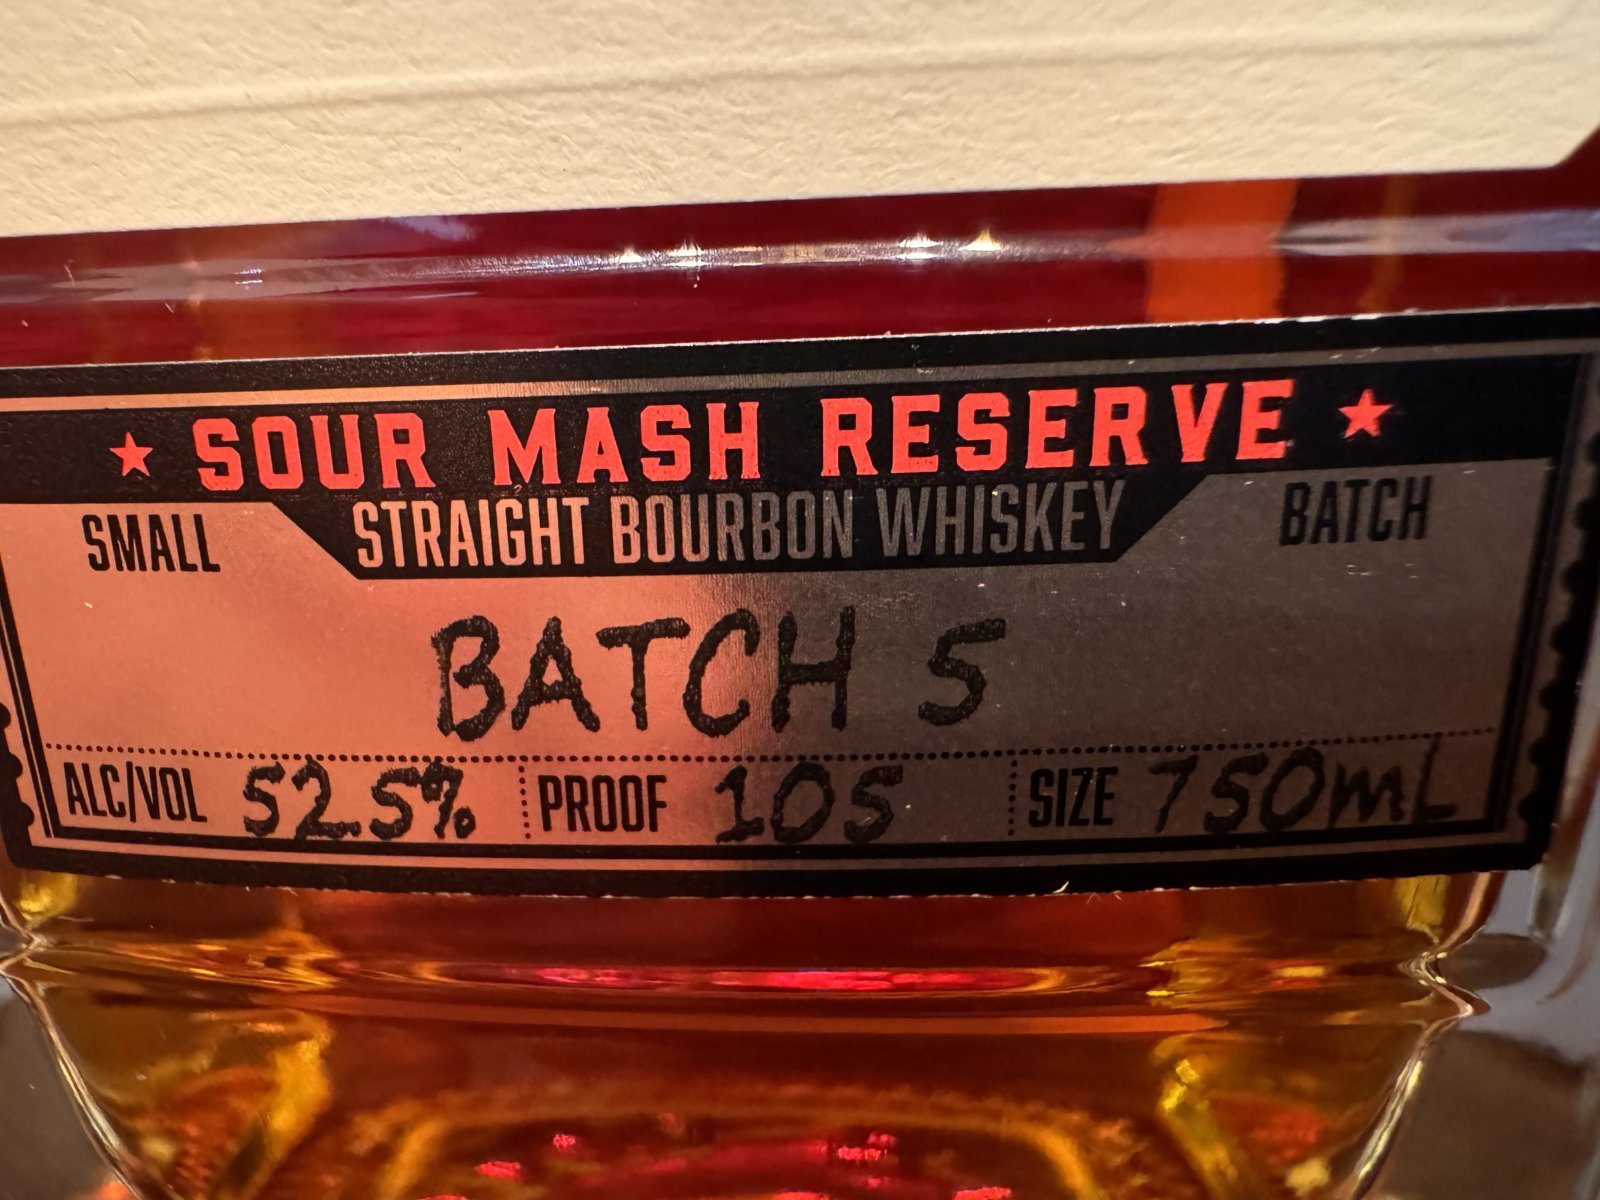 ★ SOUR MASH RESERVE ★
SMALL STRAIGHT BOURBON WHISKEY BATCH
BATCH 5
ALC/VOL 52.5% PROOF 105 SIZE 750mL